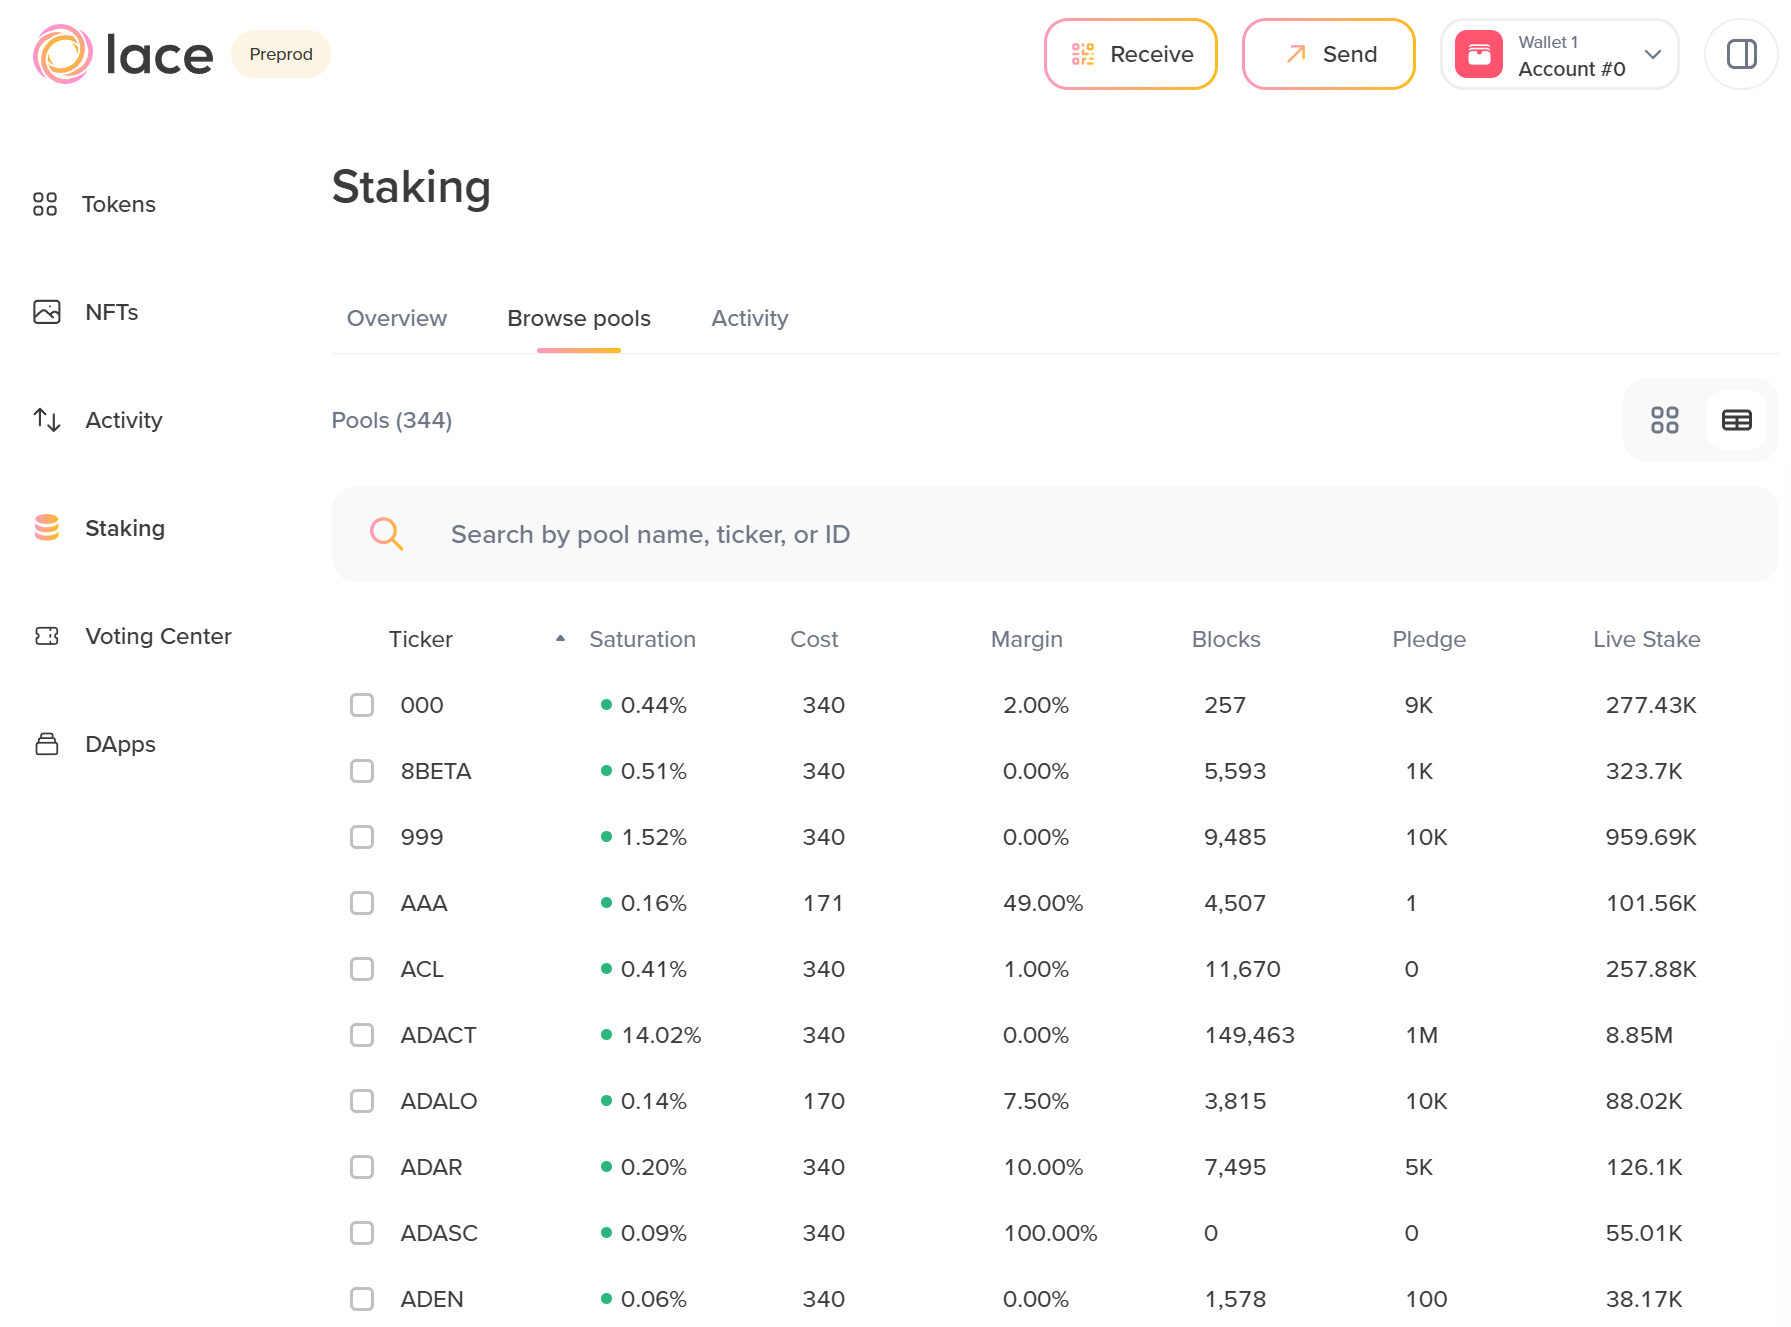 lace
Preprod
Receive
Send
Wallet 1
Account #0
Tokens
NFTs
Activity
Staking
Voting Center
DApps
Staking
Overview Browse pools Activity
Pools (344)
Search by pool name, ticker, or ID
Ticker Saturation Cost Margin Blocks Pledge Live Stake
000 0.44% 340 2.00% 257 9K 277.43K
8BETA 0.51% 340 0.00% 5,593 1K 323.7K
999 1.52% 340 0.00% 9,485 10K 959.69K
AAA 0.16% 171 49.00% 4,507 1 101.56K
ACL 0.41% 340 1.00% 11,670 0 257.88K
ADACT 14.02% 340 0.00% 149,463 1M 8.85M
ADALO 0.14% 170 7.50% 3,815 10K 88.02K
ADAR 0.20% 340 10.00% 7,495 5K 126.1K
ADASC 0.09% 340 100.00% 0 0 55.01K
ADEN 0.06% 340 0.00% 1,578 100 38.17K